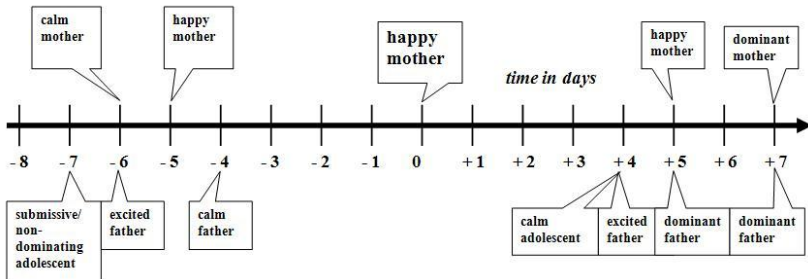 calm
mother
happy
mother
happy
mother
happy
mother
dominant
mother
time in days
- 8 - 7 - 6 - 5 - 4 - 3 - 2 - 1 0 + 1 + 2 + 3 + 4 + 5 + 6 + 7
submissive/
non-
dominating
adolescent
excited
father
calm
father
calm
adolescent
excited
father
dominant
father
dominant
father